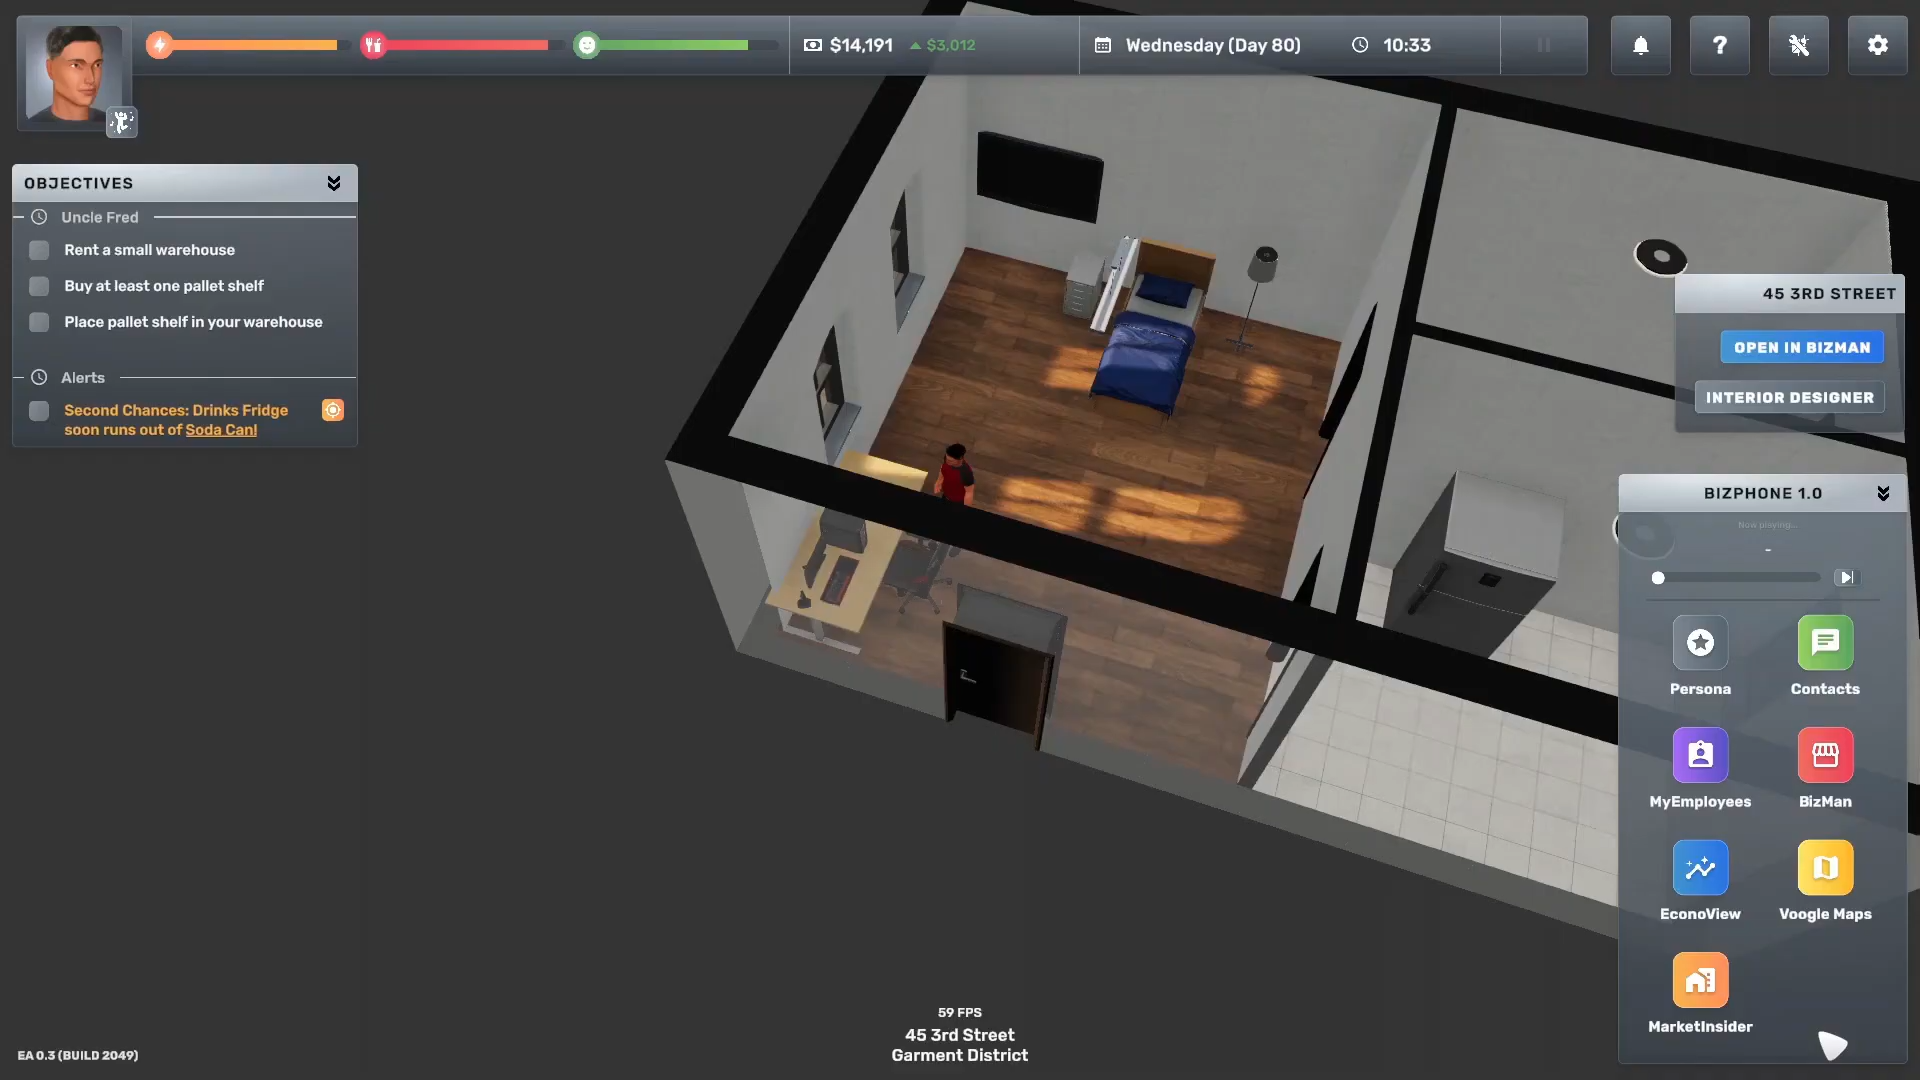 $14,191
$3,012
Wednesday (Day 80)
10:33
?
OBJECTIVES
Uncle Fred
Rent a small warehouse
Buy at least one pallet shelf
Place pallet shelf in your warehouse
Alerts
Second Chances: Drinks Fridge
soon runs out of Soda Can!
45 3RD STREET
OPEN IN BIZMAN
INTERIOR DESIGNER
BIZPHONE 1.0
Now playing...
-
Persona
Contacts
MyEmployees
BizMan
EconoView
Voogle Maps
MarketInsider
59 FPS
45 3rd Street
Garment District
EA 0.3 (BUILD 2049)